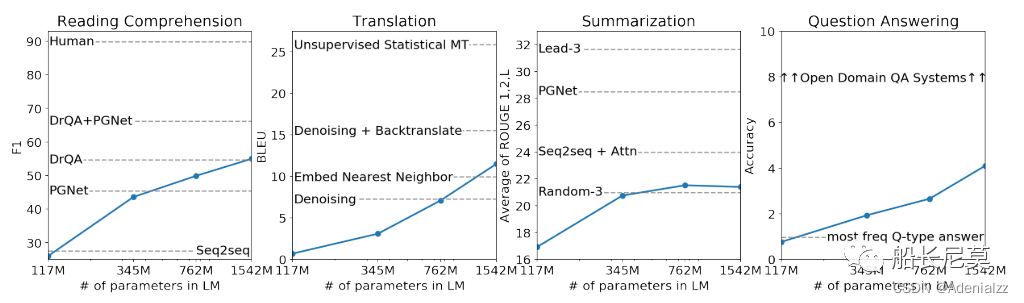 Reading Comprehension
90
80
70
60
50
40
30
F1
Human
DrQA+PGNet
DrQA
PGNet
Seq2seq
117M 345M 762M 1542M
# of parameters in LM
Translation
25
20
15
10
5
0
BLEU
Unsupervised Statistical MT
Denoising + Backtranslate
Embed Nearest Neighbor
Denoising
117M 345M 762M 1542M
# of parameters in LM
Summarization
32
30
28
26
24
22
20
18
16
Average of ROUGE 1,2,L
Lead-3
PGNet
Seq2seq + Attn
Random-3
117M 345M 762M 1542M
# of parameters in LM
Question Answering
10
8
6
4
2
0
Accuracy
↑↑Open Domain QA Systems↑↑
most freq Q-type answer
117M 345M 762M 1542M
# of parameters in LM
船长尼莫
CSDN @Adenialzz